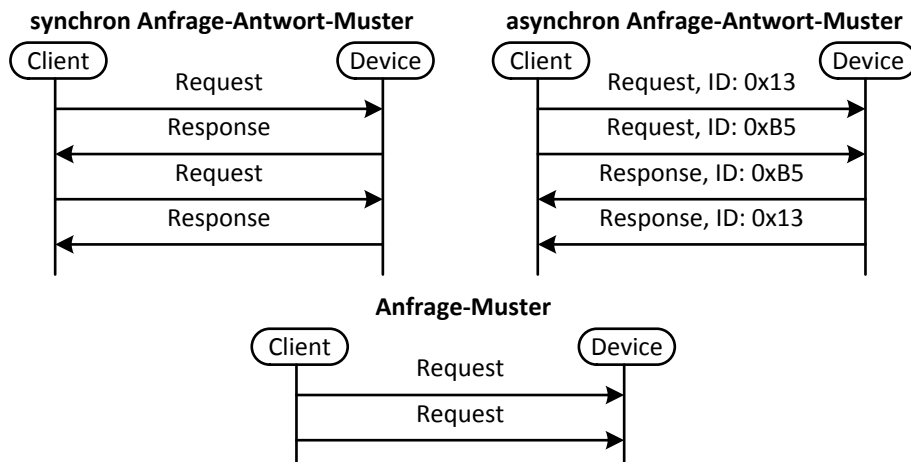 synchron Anfrage-Antwort-Muster
Client Device
Request
Response
Request
Response
asynchron Anfrage-Antwort-Muster
Client Device
Request, ID: 0x13
Request, ID: 0xB5
Response, ID: 0xB5
Response, ID: 0x13
Anfrage-Muster
Client Device
Request
Request